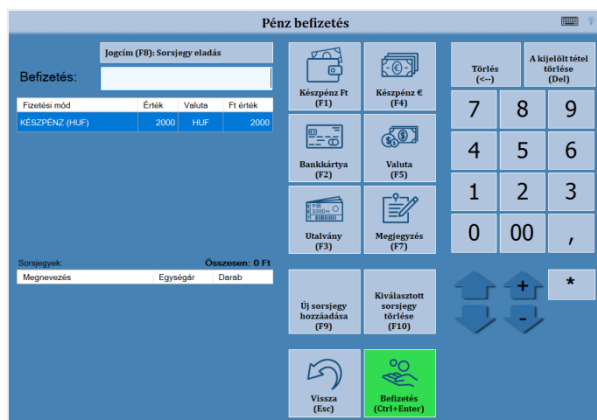 Pénz befizetés
Jogcím (F8): Sorsjegy eladás
Befizetés:
Fizetési mód Érték Valuta Ft érték
KÉSZPÉNZ (HUF) 2000 HUF 2000
Sorsjegyek: Összesen: 0 Ft
Megnevezés Egységár Darab
Készpénz Ft
(F1)
Készpénz €
(F4)
Bankkártya
(F2)
Valuta
(F5)
Utalvány
(F3)
Megjegyzés
(F7)
Új sorsjegy
hozzáadása
(F9)
Kiválasztott
sorsjegy
törlése
(F10)
Vissza
(Esc)
Befizetés
(Ctrl+Enter)
Törlés
(<--)
A kijelölt tétel
törlése
(Del)
7 8 9
4 5 6
1 2 3
0 00 ,
+ *
-